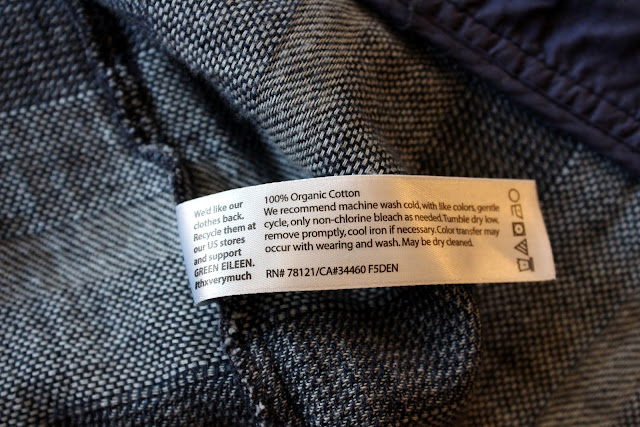 We'd like our
clothes back.
Recycle them at
our US stores
and support
GREEN EILEEN.
#thxverymuch
100% Organic Cotton
We recommend machine wash cold, with like colors, gentle
cycle, only non-chlorine bleach as needed. Tumble dry low,
remove promptly, cool iron if necessary. Color transfer may
occur with wearing and wash. May be dry cleaned.
RN# 78121/CA#34460 F5DEN